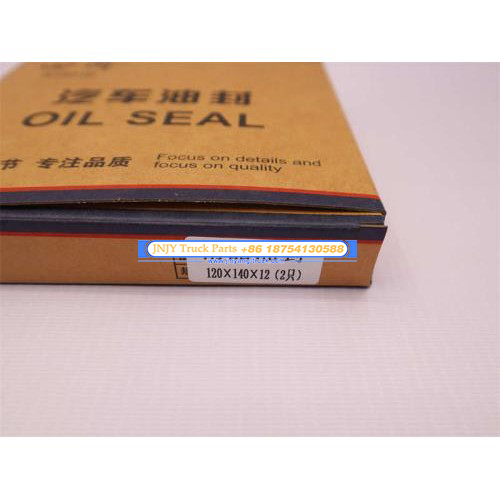 汽车油封
OIL SEAL
节 专注品质
Focus on details and
focus on quality
JNJY Truck Parts +86 18754130588
120×140×12(2只)